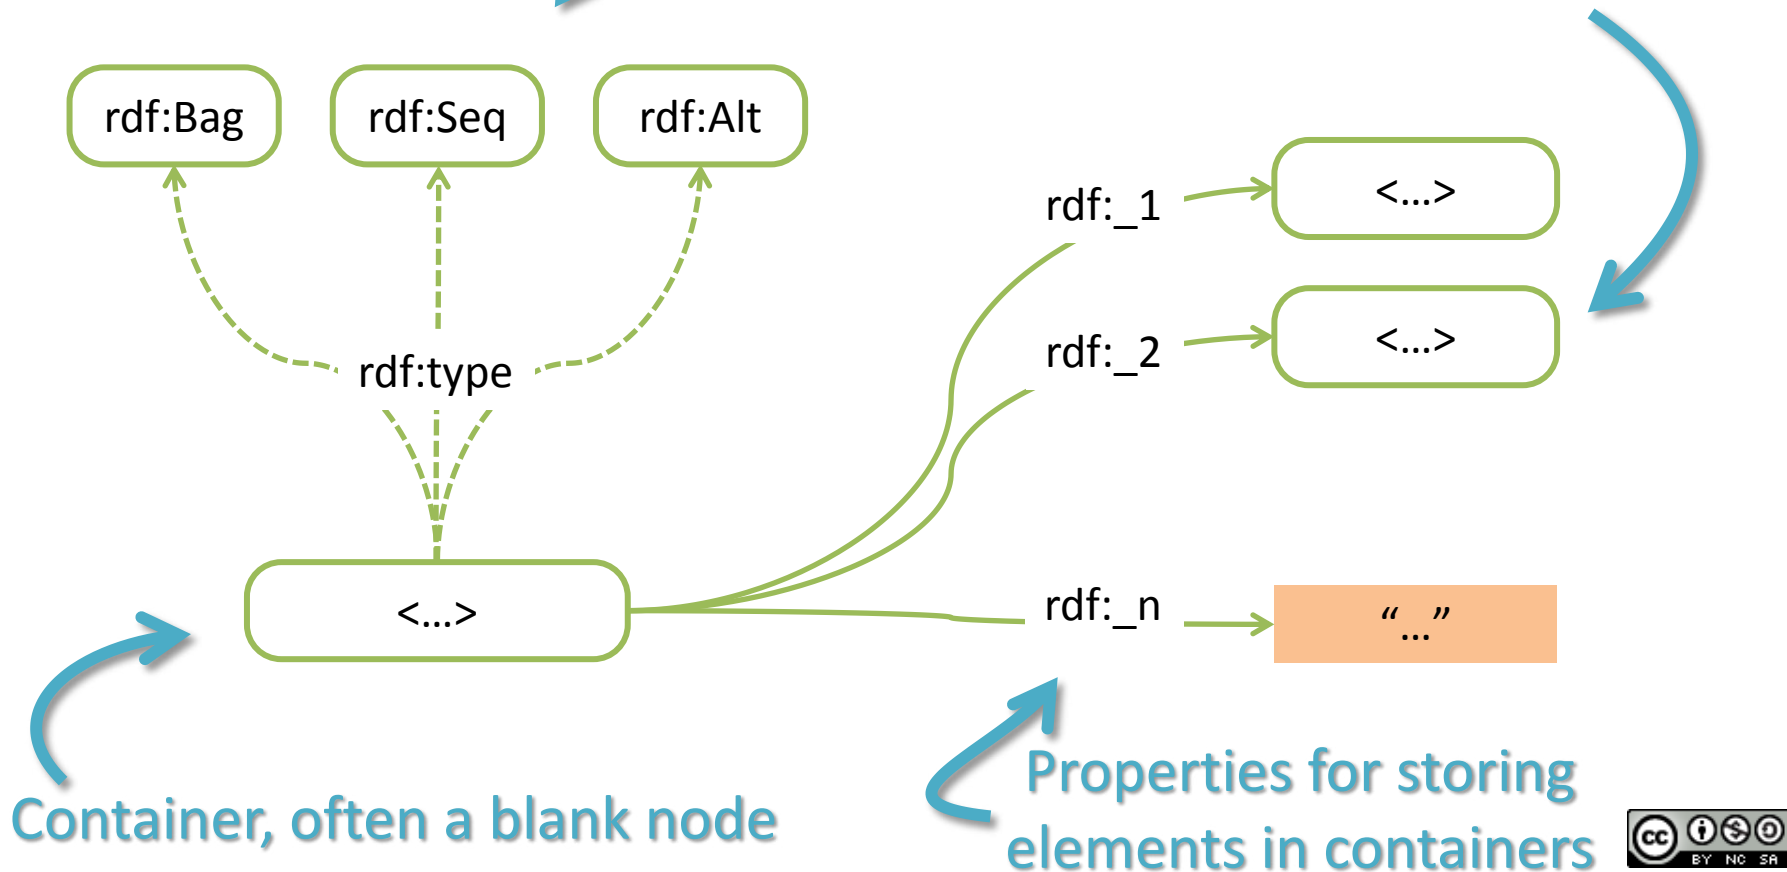 rdf:Bag rdf:Seq rdf:Alt
rdf:_1 <...>
rdf:_2 <...>
rdf:type
<...>
rdf:_n “...”
Properties for storing
elements in containers
Container, often a blank node
cc BY NC SA